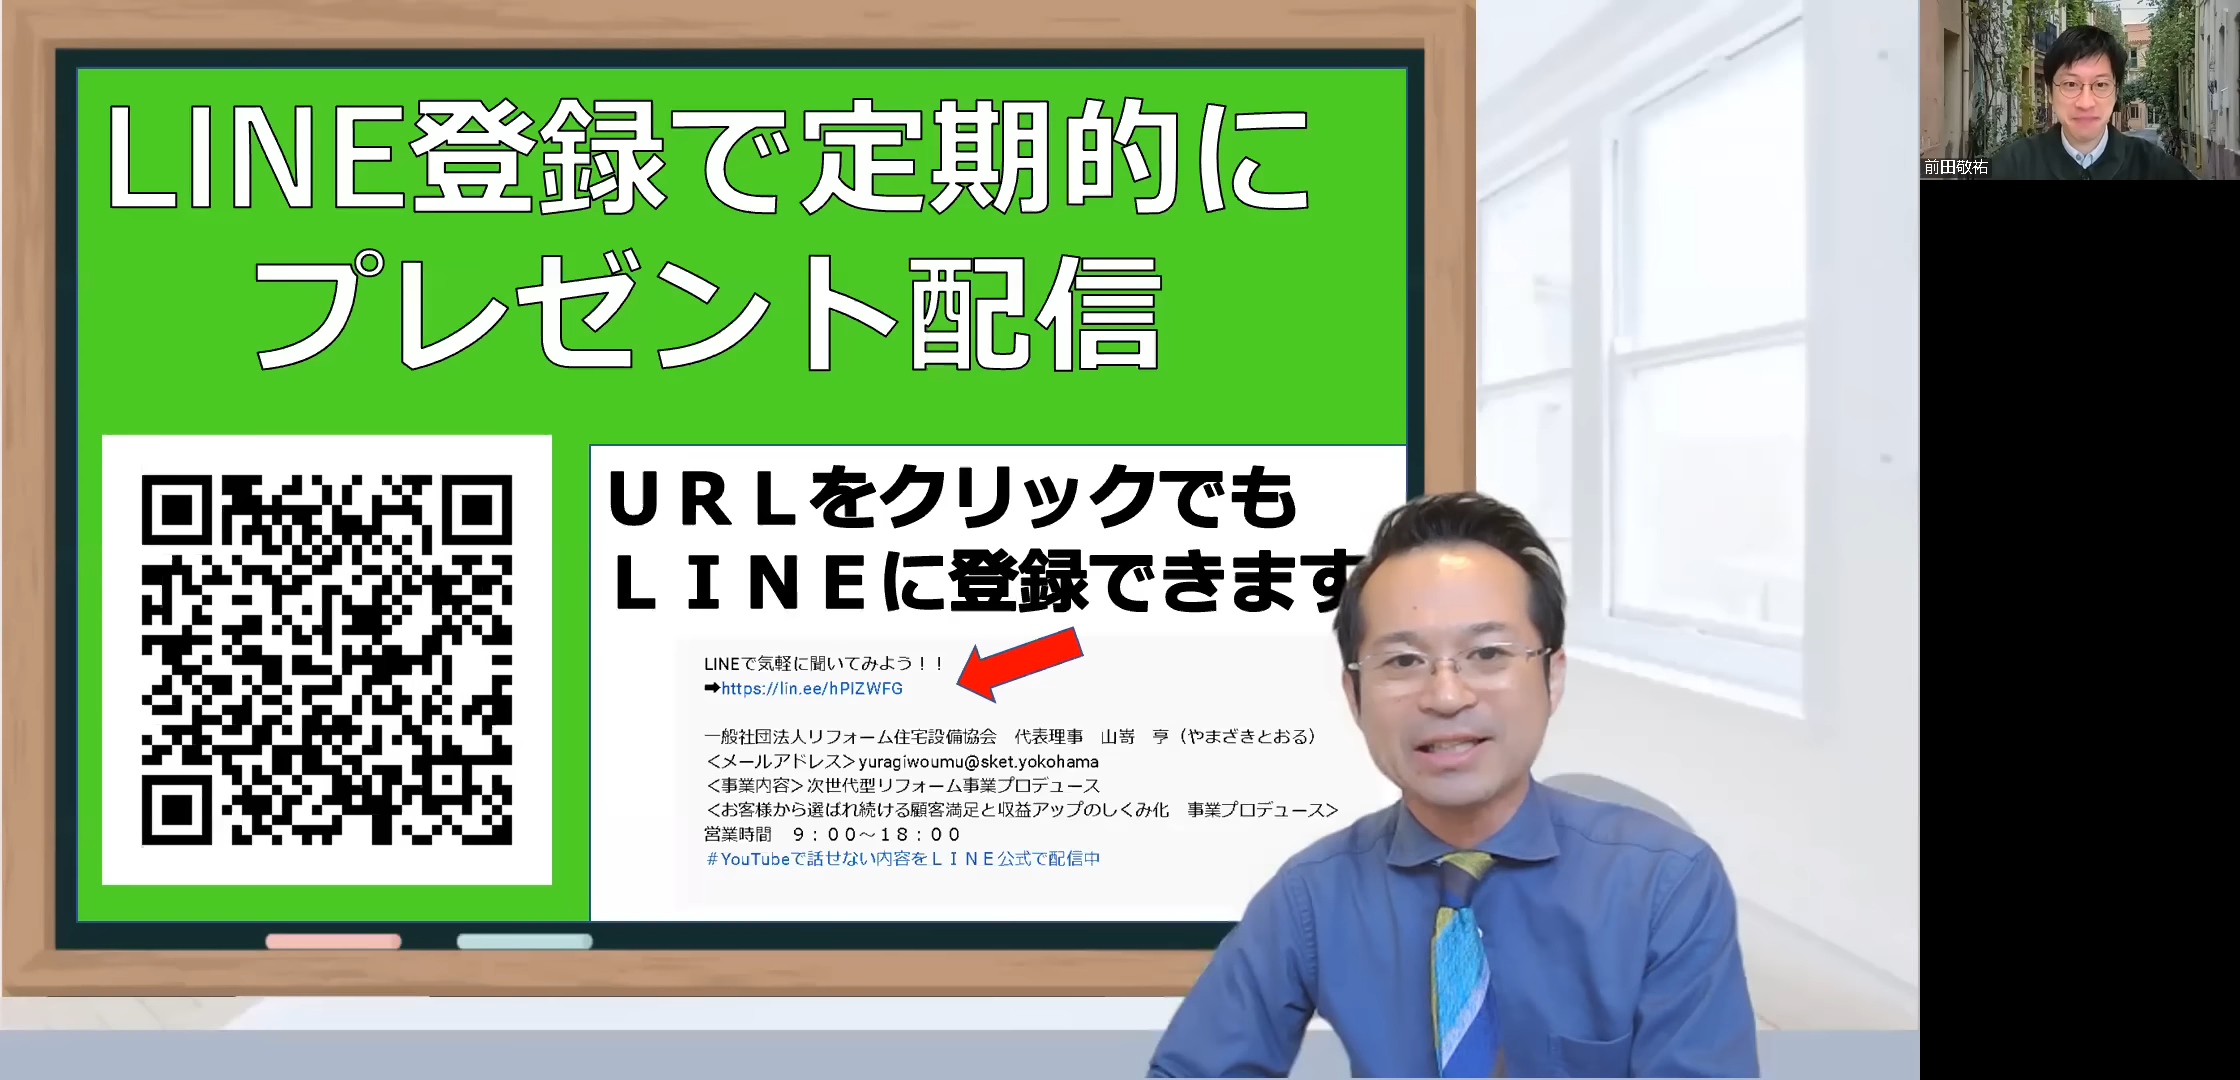 LINE登録で定期的に
プレゼント配信
ＵＲＬをクリックでも
ＬＩＮＥに登録できます
LINEで気軽に聞いてみよう！！
➡https://lin.ee/hPIZWFG
一般社団法人リフォーム住宅設備協会　代表理事　山嵜　亨（やまざきとおる）
＜メールアドレス＞yuragiwoumu@sket.yokohama
＜事業内容＞次世代型リフォーム事業プロデュース
＜お客様から選ばれ続ける顧客満足と収益アップのしくみ化　事業プロデュース＞
営業時間　９：００～１８：００
＃YouTubeで話せない内容をＬＩＮＥ公式で配信中
前田敬祐